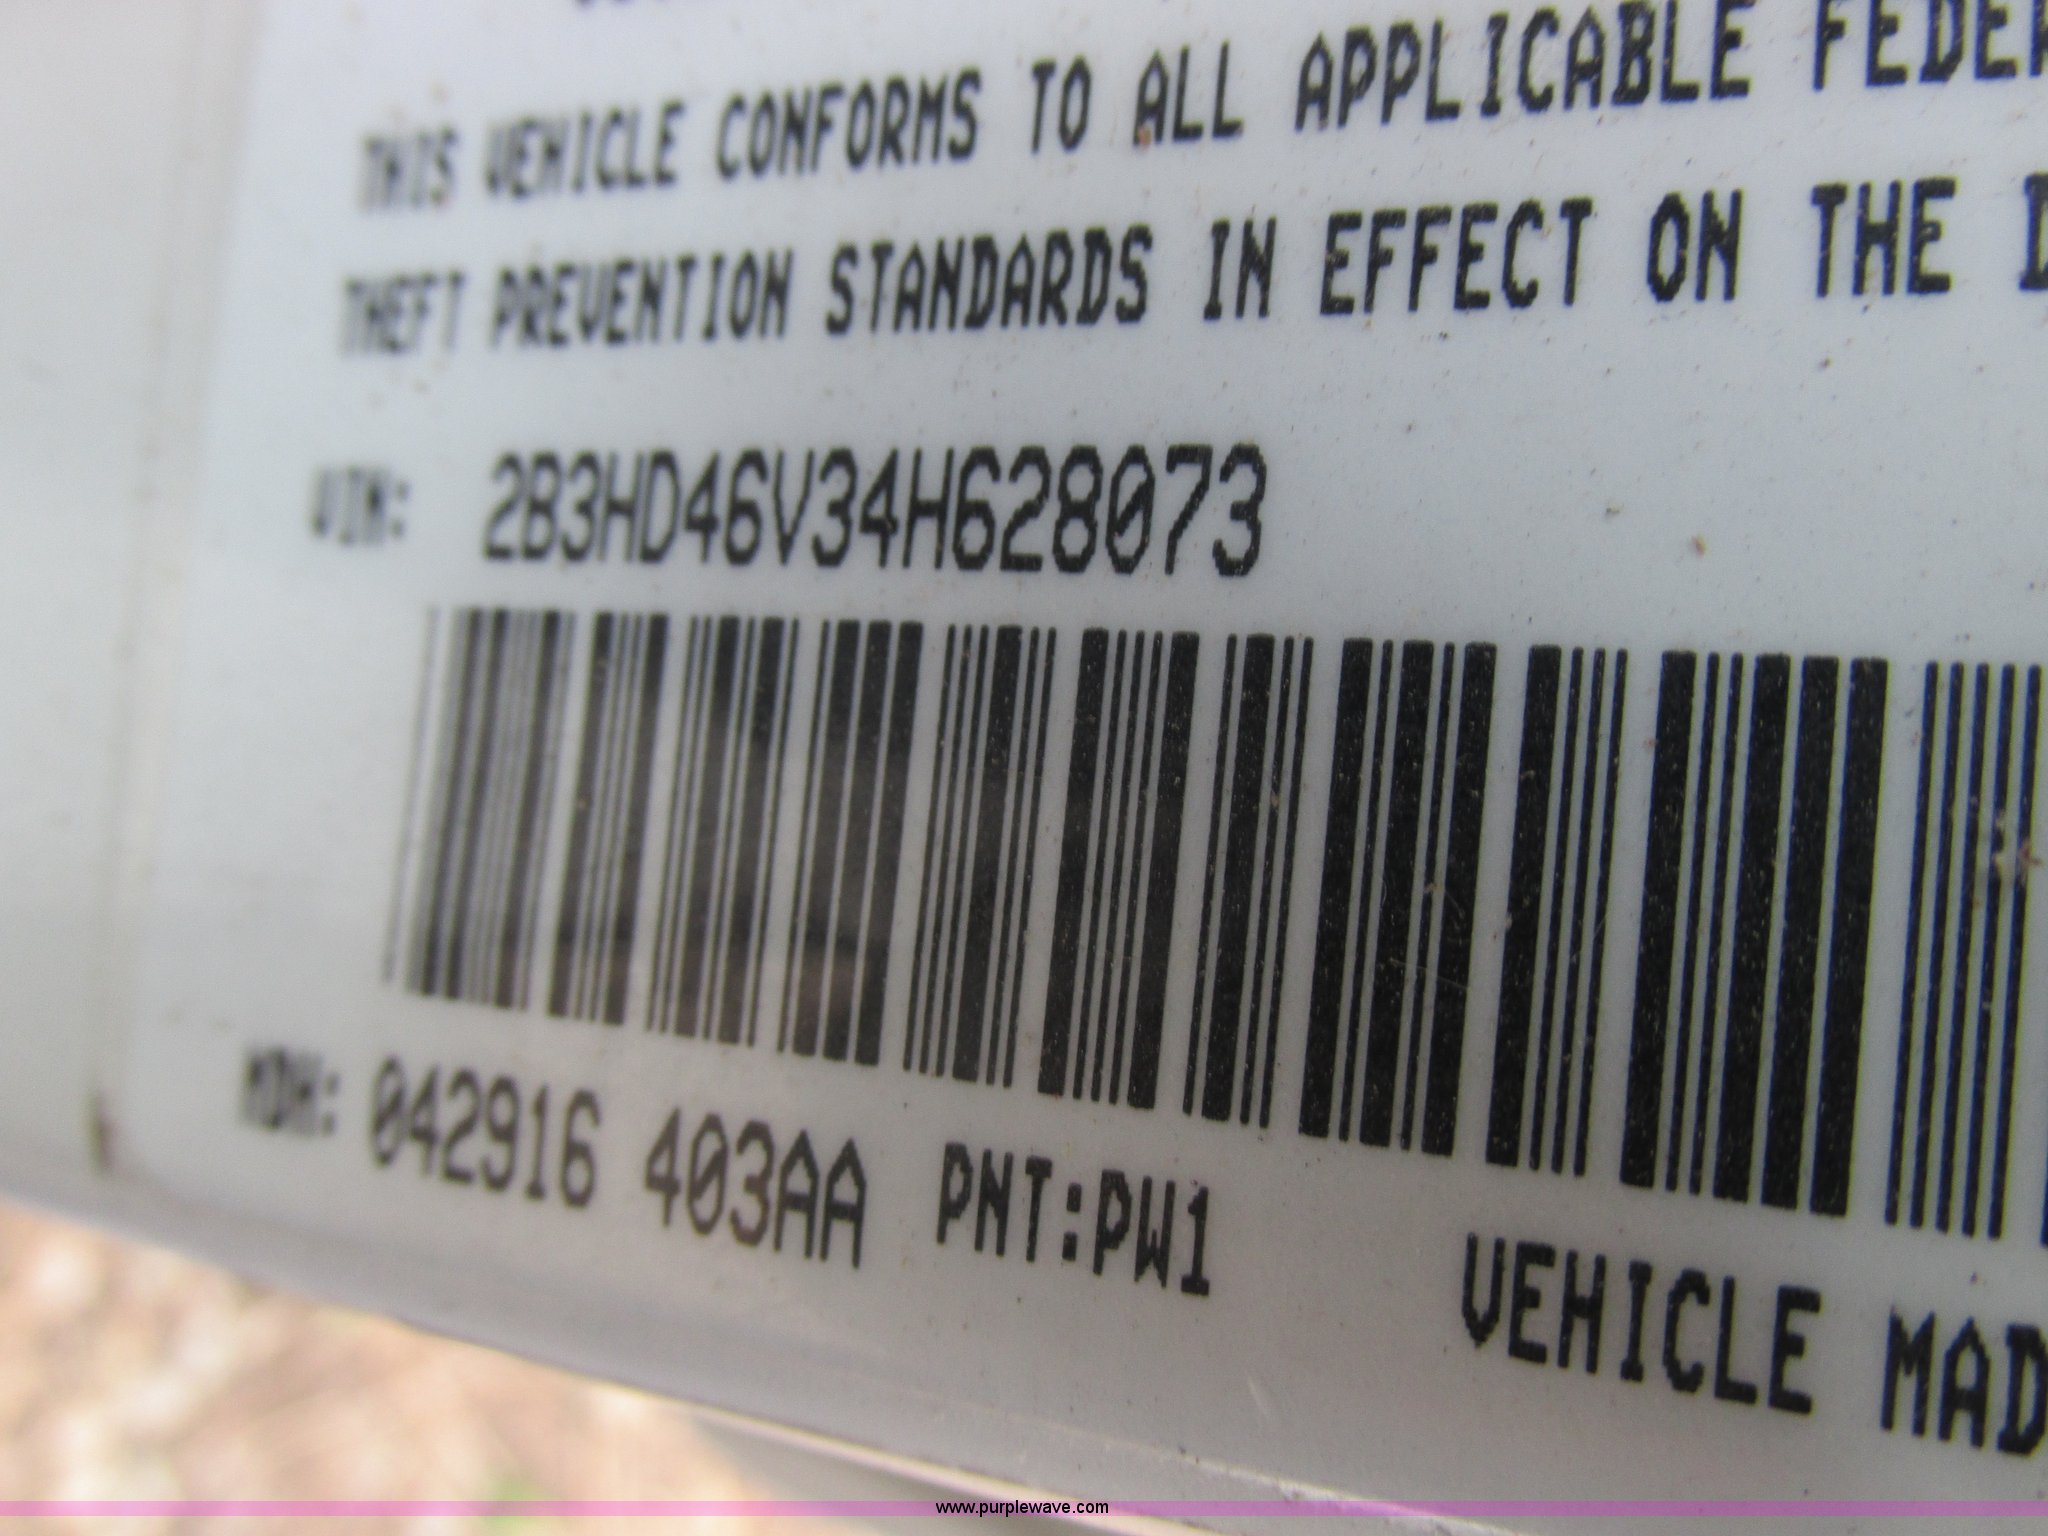 THIS VEHICLE CONFORMS TO ALL APPLICABLE FEDER
THEFT PREVENTION STANDARDS IN EFFECT ON THE D
VIN: 2B3HD46V34H628073
MDH: 042916 403AA PNT:PW1
VEHICLE MAD
www.purplewave.com